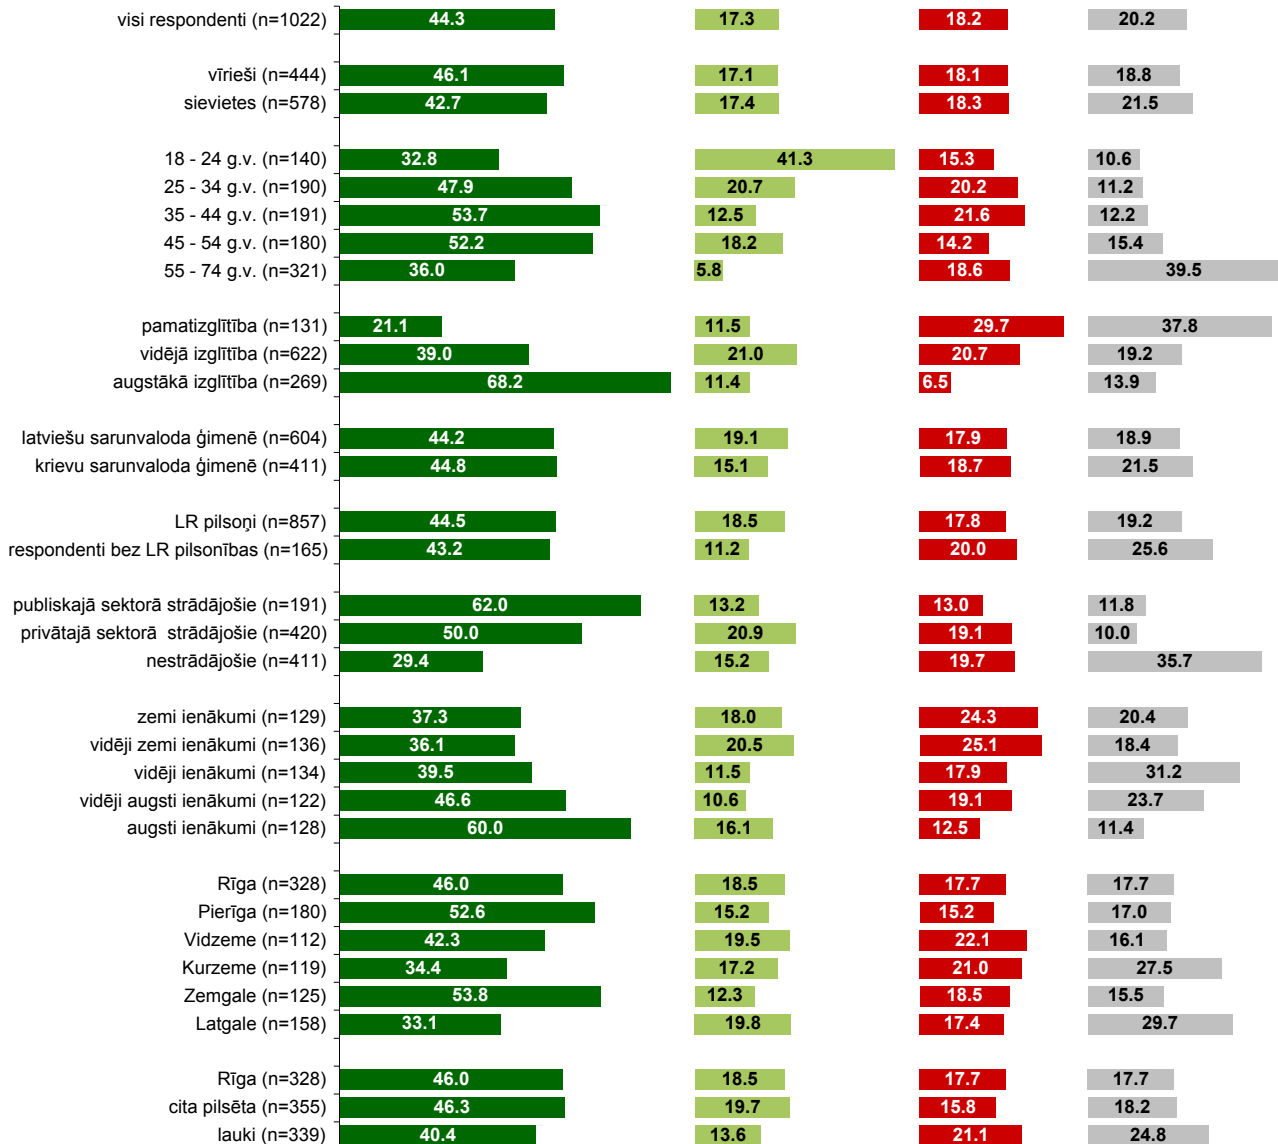 visi respondenti (n=1022) 44.3 17.3 18.2 20.2
vīrieši (n=444) 46.1 17.1 18.1 18.8
sievietes (n=578) 42.7 17.4 18.3 21.5
18 - 24 g.v. (n=140) 32.8 41.3 15.3 10.6
25 - 34 g.v. (n=190) 47.9 20.7 20.2 11.2
35 - 44 g.v. (n=191) 53.7 12.5 21.6 12.2
45 - 54 g.v. (n=180) 52.2 18.2 14.2 15.4
55 - 74 g.v. (n=321) 36.0 5.8 18.6 39.5
pamatizglītība (n=131) 21.1 11.5 29.7 37.8
vidējā izglītība (n=622) 39.0 21.0 20.7 19.2
augstākā izglītība (n=269) 68.2 11.4 6.5 13.9
latviešu sarunvaloda ģimenē (n=604) 44.2 19.1 17.9 18.9
krievu sarunvaloda ģimenē (n=411) 44.8 15.1 18.7 21.5
LR pilsoņi (n=857) 44.5 18.5 17.8 19.2
respondenti bez LR pilsonības (n=165) 43.2 11.2 20.0 25.6
publiskajā sektorā strādājošie (n=191) 62.0 13.2 13.0 11.8
privātajā sektorā  strādājošie (n=420) 50.0 20.9 19.1 10.0
nestrādājošie (n=411) 29.4 15.2 19.7 35.7
zemi ienākumi (n=129) 37.3 18.0 24.3 20.4
vidēji zemi ienākumi (n=136) 36.1 20.5 25.1 18.4
vidēji ienākumi (n=134) 39.5 11.5 17.9 31.2
vidēji augsti ienākumi (n=122) 46.6 10.6 19.1 23.7
augsti ienākumi (n=128) 60.0 16.1 12.5 11.4
Rīga (n=328) 46.0 18.5 17.7 17.7
Pierīga (n=180) 52.6 15.2 15.2 17.0
Vidzeme (n=112) 42.3 19.5 22.1 16.1
Kurzeme (n=119) 34.4 17.2 21.0 27.5
Zemgale (n=125) 53.8 12.3 18.5 15.5
Latgale (n=158) 33.1 19.8 17.4 29.7
Rīga (n=328) 46.0 18.5 17.7 17.7
cita pilsēta (n=355) 46.3 19.7 15.8 18.2
lauki (n=339) 40.4 13.6 21.1 24.8